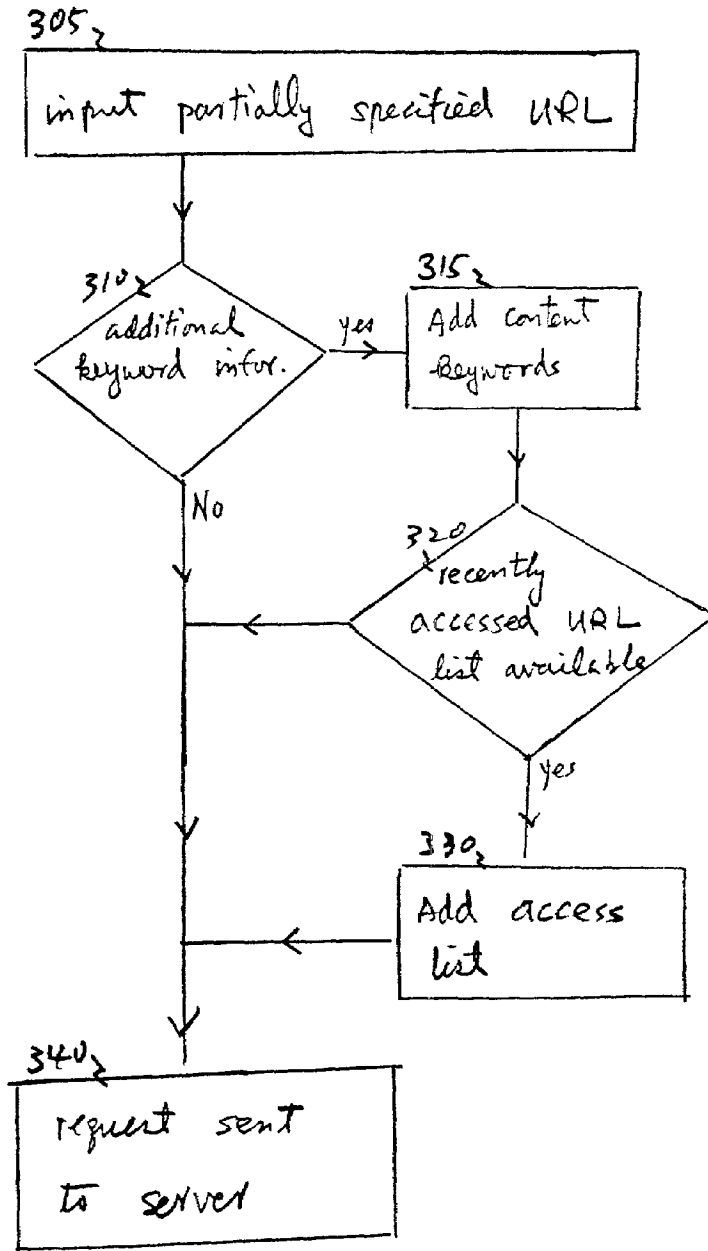 305
input partially specified URL
310
additional
keyword infor.
yes
315
Add content
keywords
No
320
recently
accessed URL
list available
yes
330
Add access
list
340
request sent
to server